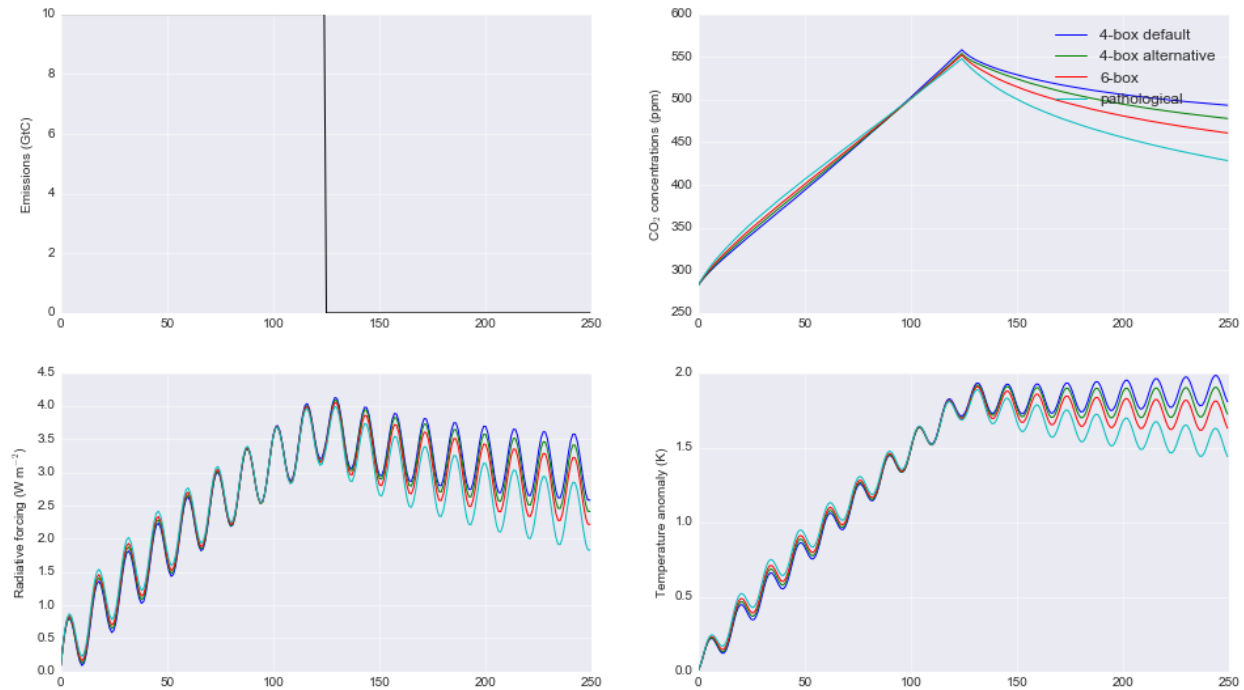 10
8
6
4
2
0
Emissions (GtC)
0 50 100 150 200 250
600
550
500
450
400
350
300
250
CO₂ concentrations (ppm)
4-box default
4-box alternative
6-box
pathological
0 50 100 150 200 250
4.5
4.0
3.5
3.0
2.5
2.0
1.5
1.0
0.5
0.0
Radiative forcing (W m⁻²)
0 50 100 150 200 250
2.0
1.5
1.0
0.5
0.0
Temperature anomaly (K)
0 50 100 150 200 250